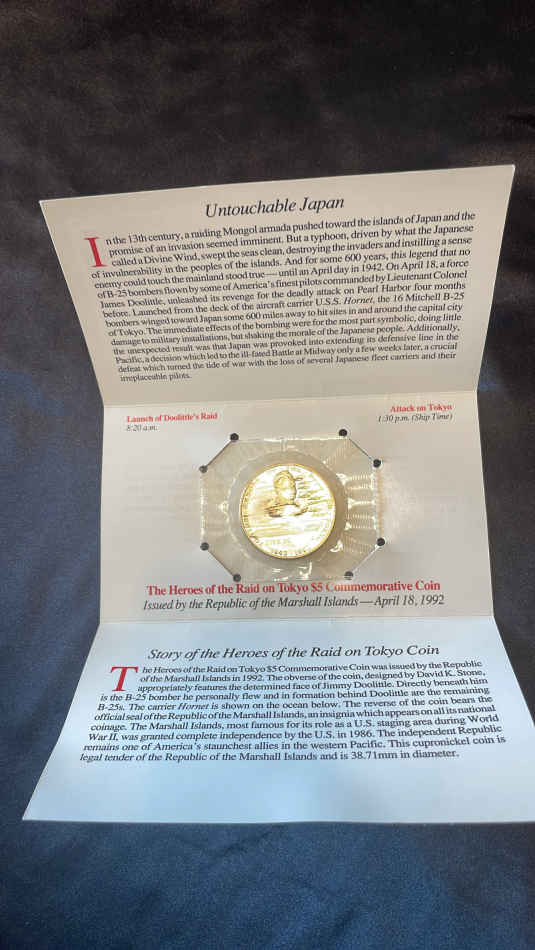 Untouchable Japan
In the 13th century, a raiding Mongol armada pushed toward the islands of Japan and the
promise of an invasion seemed imminent. But a typhoon, driven by what the Japanese
called a Divine Wind, swept the seas clean, destroying the invaders and instilling a sense
of invulnerability in the peoples of the islands. And for some 600 years, this legend that no
enemy could touch the mainland stood true—until an April day in 1942. On April 18, a force
of B-25 bombers flown by some of America's finest pilots commanded by Lieutenant Colonel
James Doolittle, unleashed its revenge for the deadly attack on Pearl Harbor four months
before. Launched from the deck of the aircraft carrier U.S.S. Hornet, the 16 Mitchell B-25
bombers winged toward Japan some 600 miles away to hit sites in and around the capital city
of Tokyo. The immediate effects of the bombing were for the most part symbolic, doing little
damage to military installations, but shaking the morale of the Japanese people. Additionally,
the unexpected result was that Japan was provoked into extending its defensive line in the
Pacific, a decision which led to the ill-fated Battle at Midway only a few weeks later, a crucial
defeat which turned the tide of war with the loss of several Japanese fleet carriers and their
irreplaceable pilots.
Launch of Doolittle's Raid
8:20 a.m.
Attack on Tokyo
1:30 p.m. (Ship Time)
The Heroes of the Raid on Tokyo $5 Commemorative Coin
Issued by the Republic of the Marshall Islands—April 18, 1992
Story of the Heroes of the Raid on Tokyo Coin
The Heroes of the Raid on Tokyo $5 Commemorative Coin was issued by the Republic
of the Marshall Islands in 1992. The obverse of the coin, designed by David K. Stone,
appropriately features the determined face of Jimmy Doolittle. Directly beneath him
is the B-25 bomber he personally flew and in formation behind Doolittle are the remaining
B-25s. The carrier Hornet is shown on the ocean below. The reverse of the coin bears the
official seal of the Republic of the Marshall Islands, an insignia which appears on all its national
coinage. The Marshall Islands, most famous for its role as a U.S. staging area during World
War II, was granted complete independence by the U.S. in 1986. The independent Republic
remains one of America's staunchest allies in the western Pacific. This cupronickel coin is
legal tender of the Republic of the Marshall Islands and is 38.71mm in diameter.